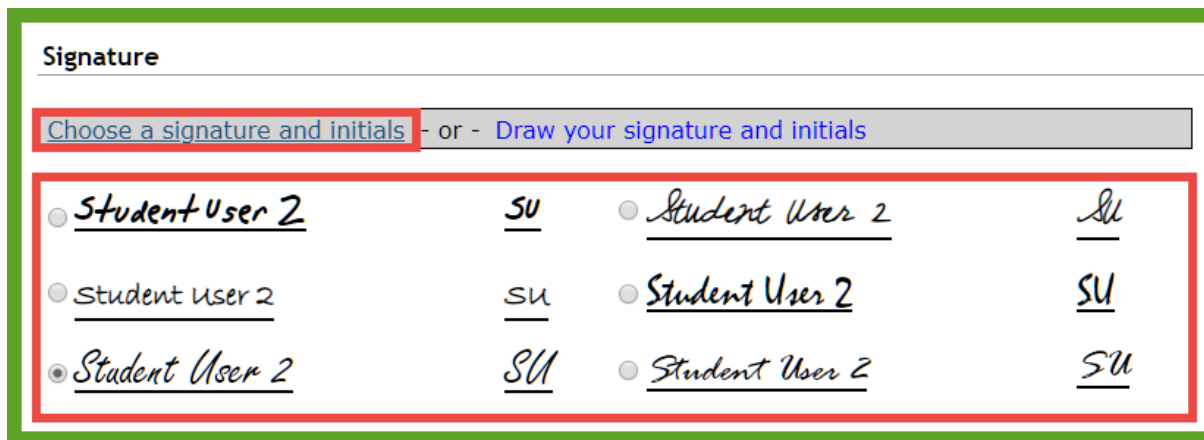 Signature
Choose a signature and initials - or - Draw your signature and initials
Student User 2 SU Student User 2 SU
Student User 2 SU Student User 2 SU
Student User 2 SU Student User 2 SU